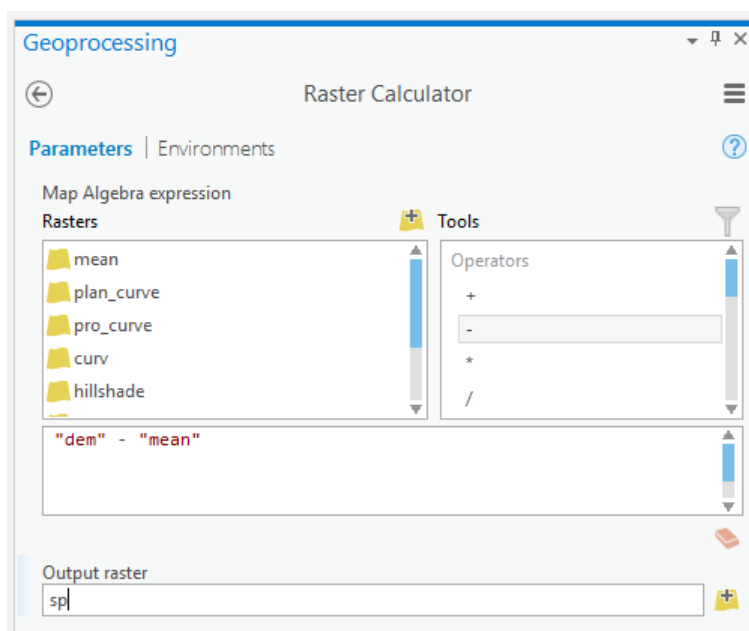 Geoprocessing
Raster Calculator
Parameters | Environments
Map Algebra expression
Rasters
Tools
mean
plan_curve
pro_curve
curv
hillshade
Operators
+
-
*
/
"dem" - "mean"
Output raster
sp